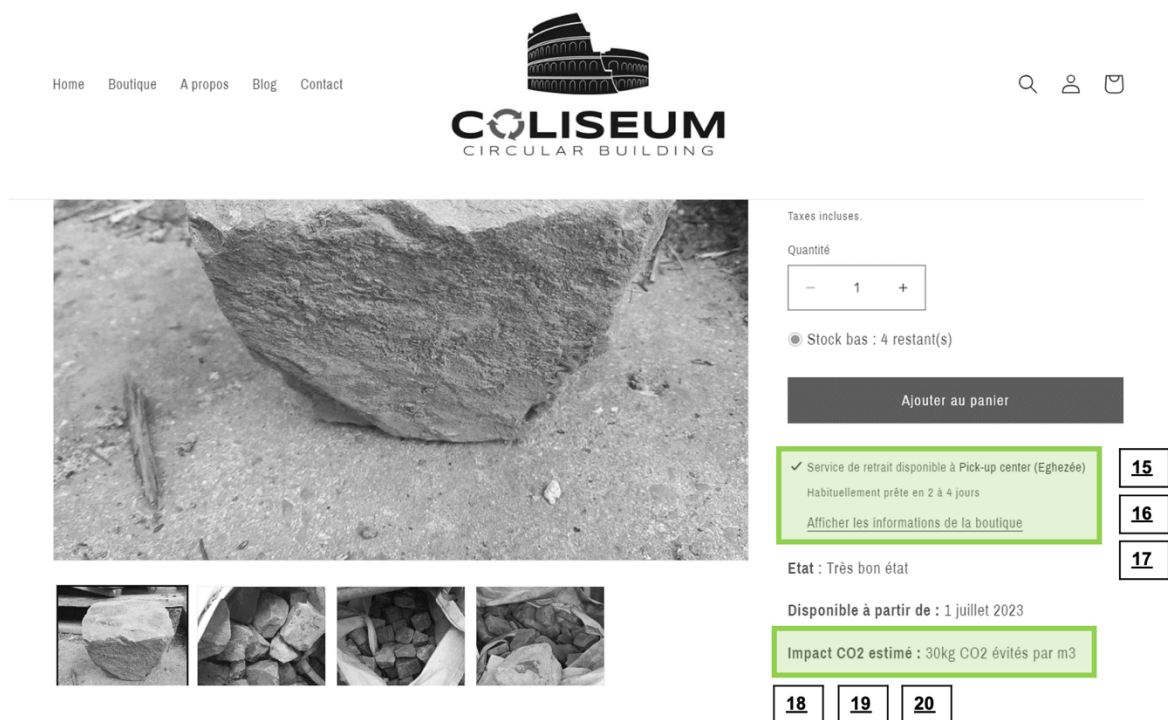 Home Boutique A propos Blog Contact
COLISEUM
CIRCULAR BUILDING
Taxes incluses.
Quantité
− 1 +
Stock bas : 4 restant(s)
Ajouter au panier
Service de retrait disponible à Pick-up center (Eghezée)
Habituellement prête en 2 à 4 jours
Afficher les informations de la boutique
15
16
17
Etat : Très bon état
Disponible à partir de : 1 juillet 2023
Impact CO2 estimé : 30kg CO2 évités par m3
18 19 20